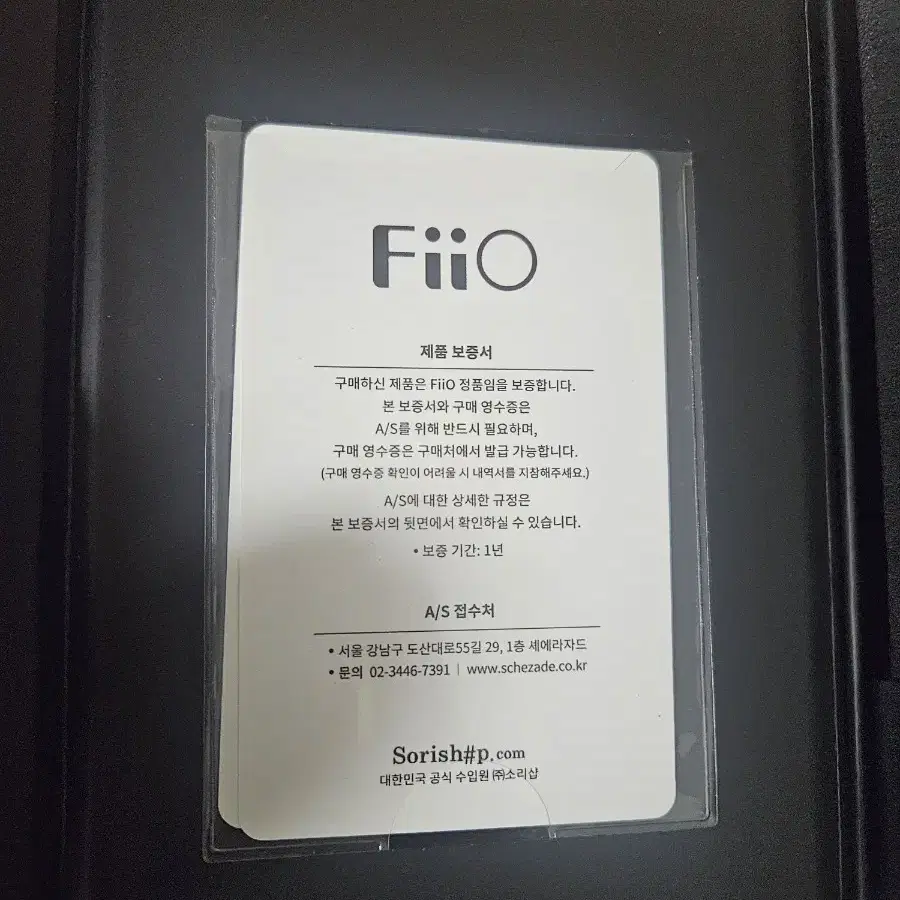 FiiO
제품 보증서
구매하신 제품은 FiiO 정품임을 보증합니다.
본 보증서와 구매 영수증은
A/S를 위해 반드시 필요하며,
구매 영수증은 구매처에서 발급 가능합니다.
(구매 영수증 확인이 어려울 시 내역서를 지참해주세요.)
A/S에 대한 상세한 규정은
본 보증서의 뒷면에서 확인하실 수 있습니다.
• 보증 기간: 1년
A/S 접수처
• 서울 강남구 도산대로55길 29, 1층 셰에라자드
• 문의 02-3446-7391 | www.schezade.co.kr
Sorish#p.com
대한민국 공식 수입원 ㈜소리샵